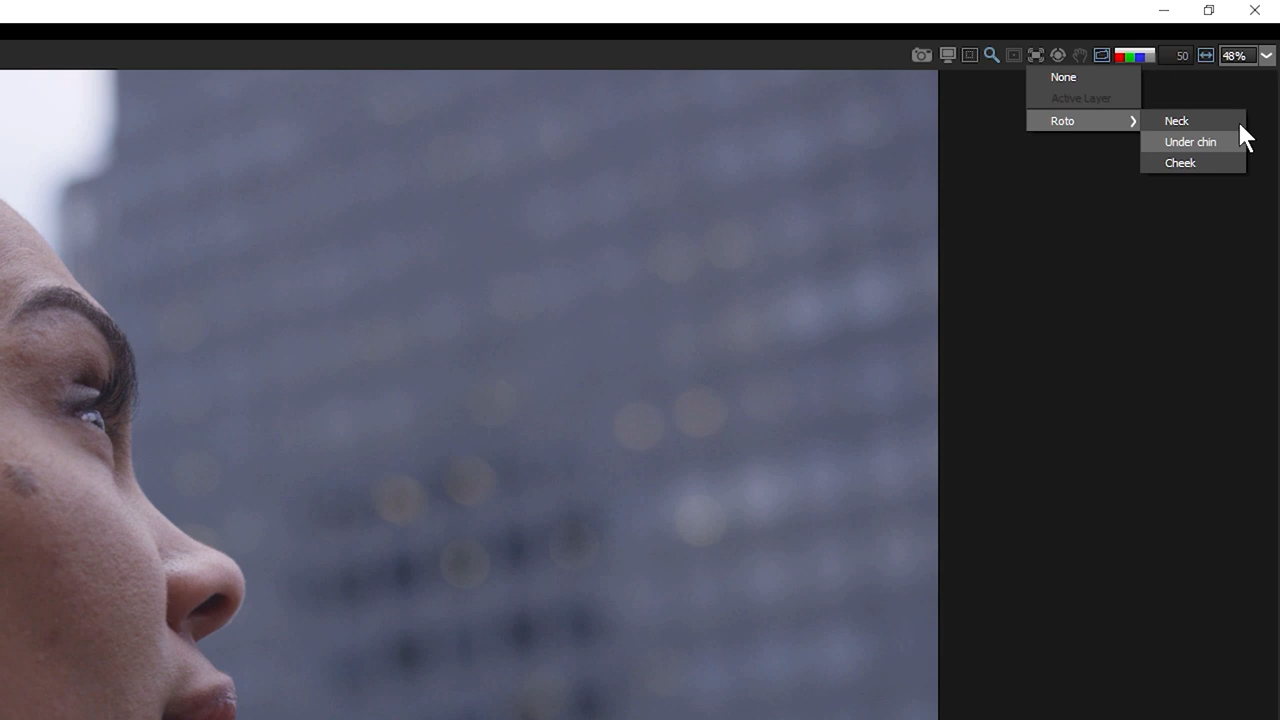 50
48%
None
Active Layer
Roto
Neck
Under chin
Cheek